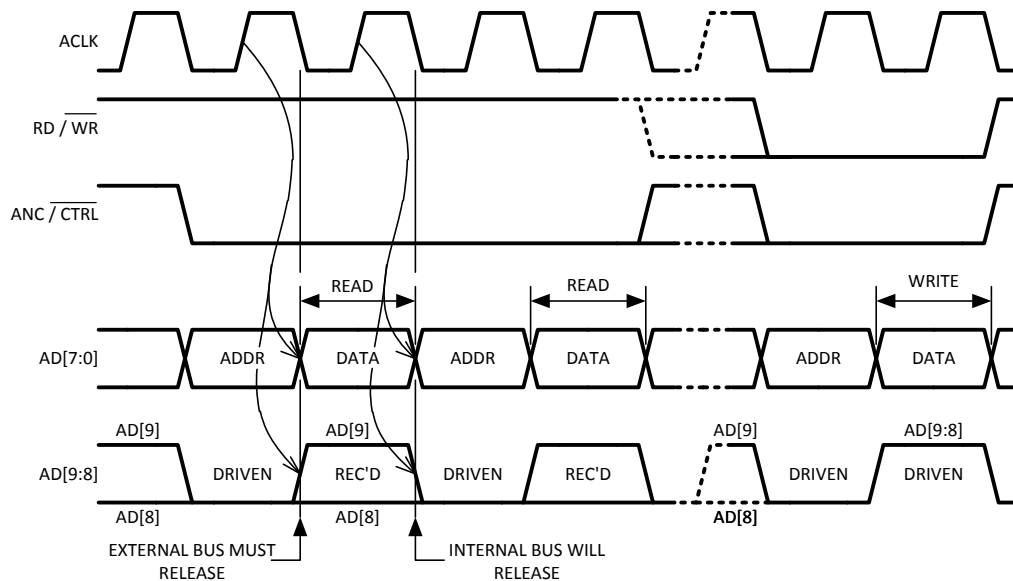 ACLK
RD / WR
ANC / CTRL
READ READ WRITE
AD[7:0] ADDR DATA ADDR DATA ADDR DATA
AD[9] AD[9] AD[9] AD[9:8]
AD[9:8] DRIVEN REC'D DRIVEN REC'D DRIVEN DRIVEN
AD[8] AD[8] AD[8]
EXTERNAL BUS MUST RELEASE
INTERNAL BUS WILL RELEASE